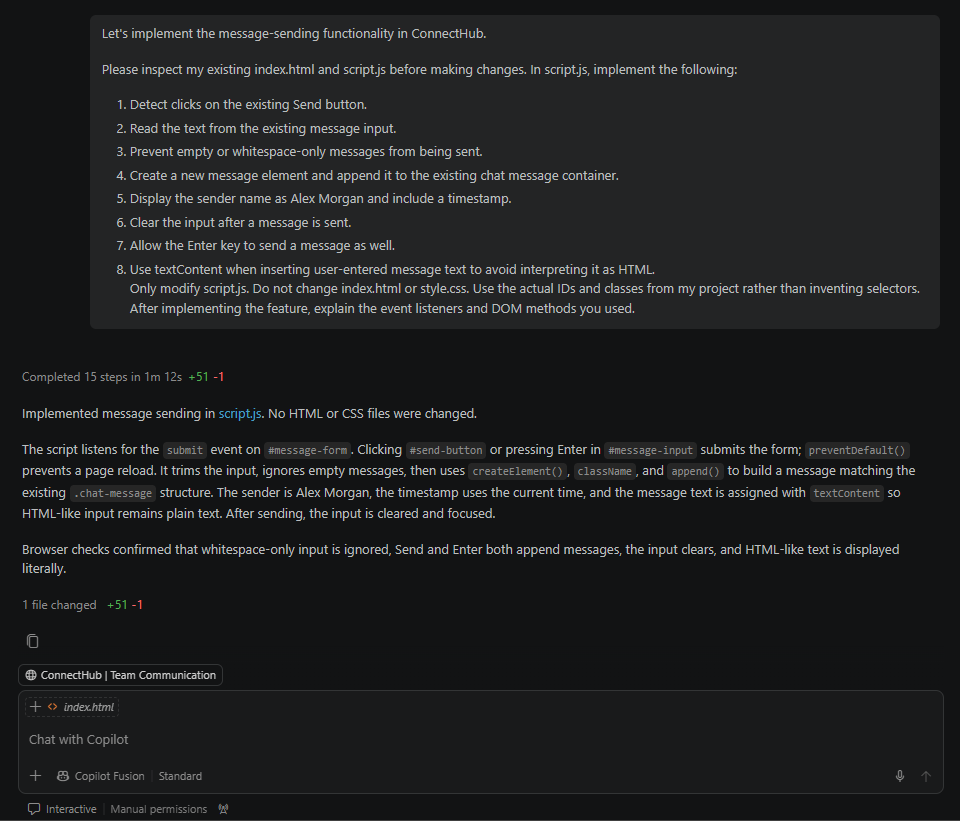 Let's implement the message-sending functionality in ConnectHub.
Please inspect my existing index.html and script.js before making changes. In script.js, implement the following:
1. Detect clicks on the existing Send button.
2. Read the text from the existing message input.
3. Prevent empty or whitespace-only messages from being sent.
4. Create a new message element and append it to the existing chat message container.
5. Display the sender name as Alex Morgan and include a timestamp.
6. Clear the input after a message is sent.
7. Allow the Enter key to send a message as well.
8. Use textContent when inserting user-entered message text to avoid interpreting it as HTML.
Only modify script.js. Do not change index.html or style.css. Use the actual IDs and classes from my project rather than inventing selectors.
After implementing the feature, explain the event listeners and DOM methods you used.
Completed 15 steps in 1m 12s +51 -1
Implemented message sending in script.js. No HTML or CSS files were changed.
The script listens for the submit event on #message-form. Clicking #send-button or pressing Enter in #message-input submits the form; preventDefault()
prevents a page reload. It trims the input, ignores empty messages, then uses createElement(), className, and append() to build a message matching the
existing .chat-message structure. The sender is Alex Morgan, the timestamp uses the current time, and the message text is assigned with textContent so
HTML-like input remains plain text. After sending, the input is cleared and focused.
Browser checks confirmed that whitespace-only input is ignored, Send and Enter both append messages, the input clears, and HTML-like text is displayed
literally.
1 file changed +51 -1
ConnectHub | Team Communication
+ <> index.html
Chat with Copilot
+ Copilot Fusion | Standard
Interactive | Manual permissions